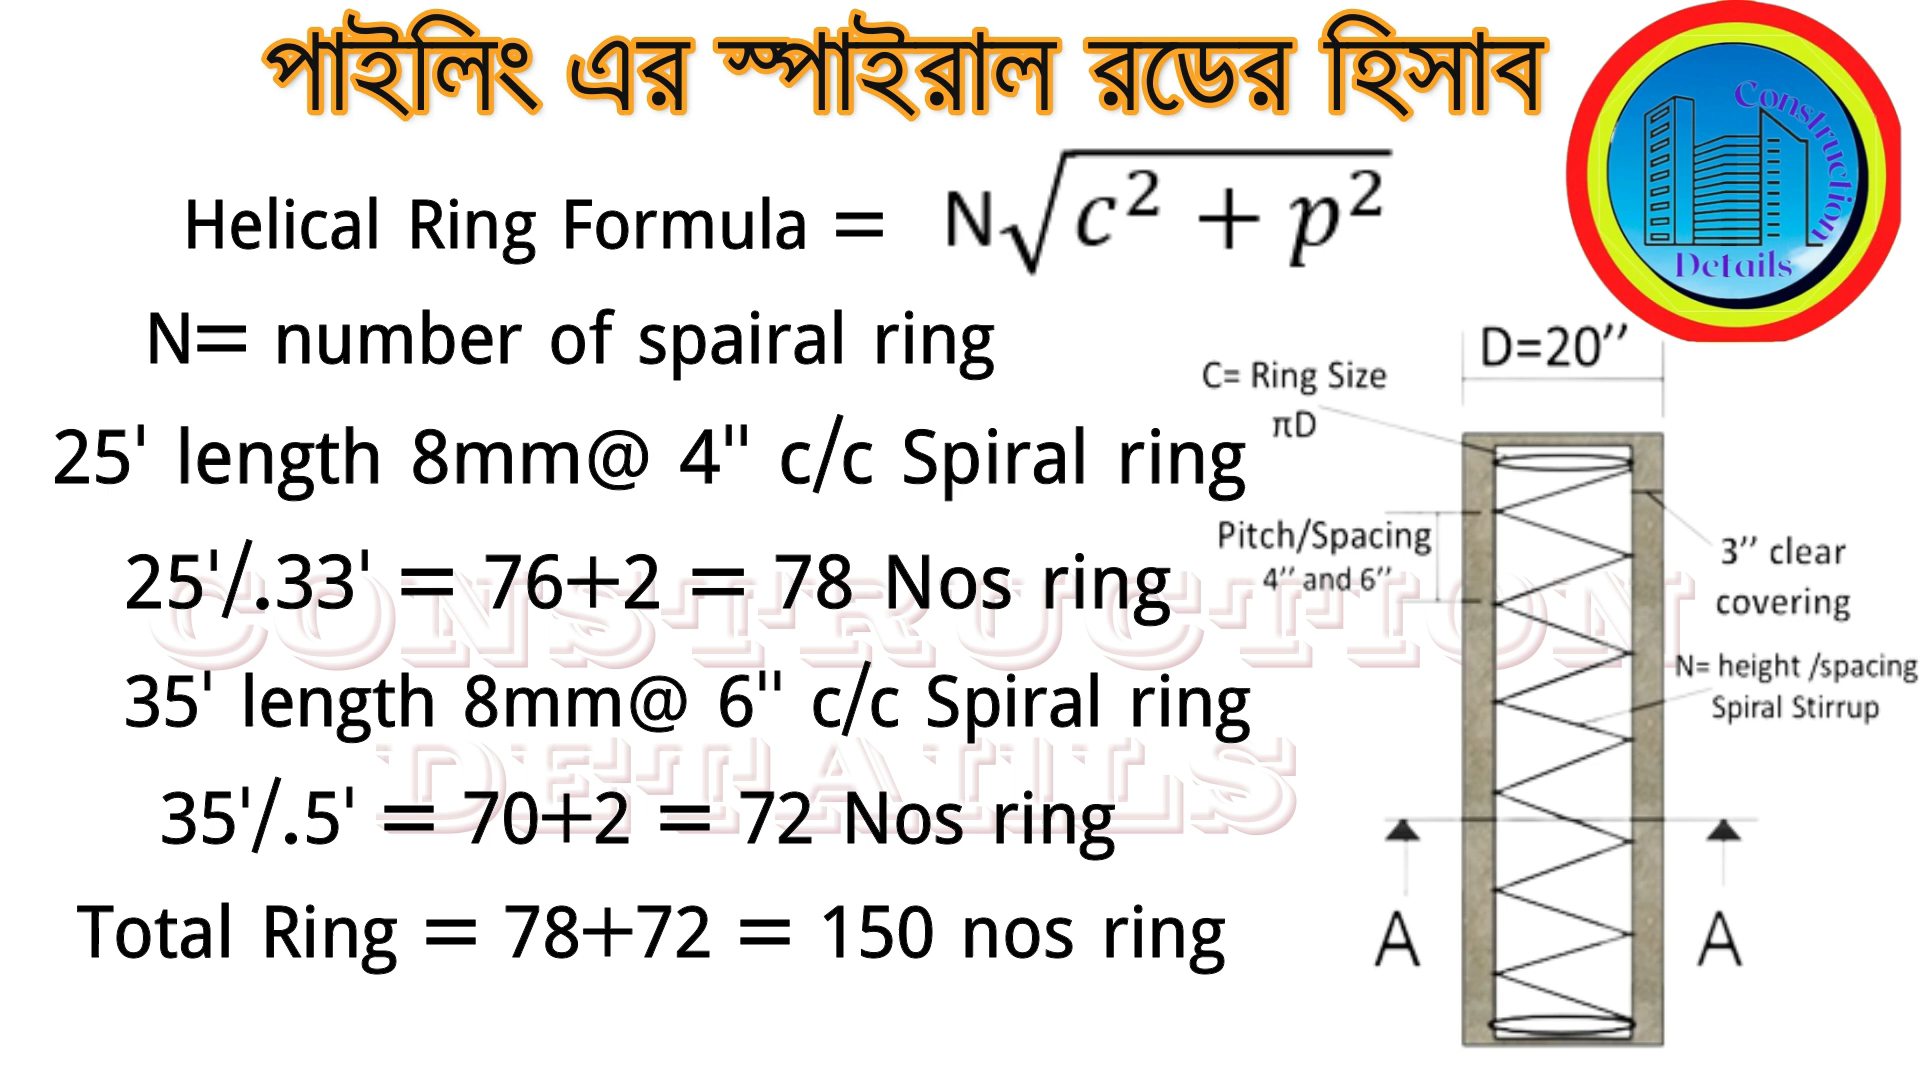 পাইলিং এর স্পাইরাল রডের হিসাব
Construction
Details
Helical Ring Formula = N√c² + p²
N= number of spairal ring
25' length 8mm@ 4" c/c Spiral ring
25'/.33' = 76+2 = 78 Nos ring
35' length 8mm@ 6" c/c Spiral ring
35'/.5' = 70+2 = 72 Nos ring
Total Ring = 78+72 = 150 nos ring
D=20’’
C= Ring Size
πD
Pitch/Spacing
4’’ and 6’’
3’’ clear
covering
N= height /spacing
Spiral Stirrup
A
A
CONSTRUCTION
DETAILS